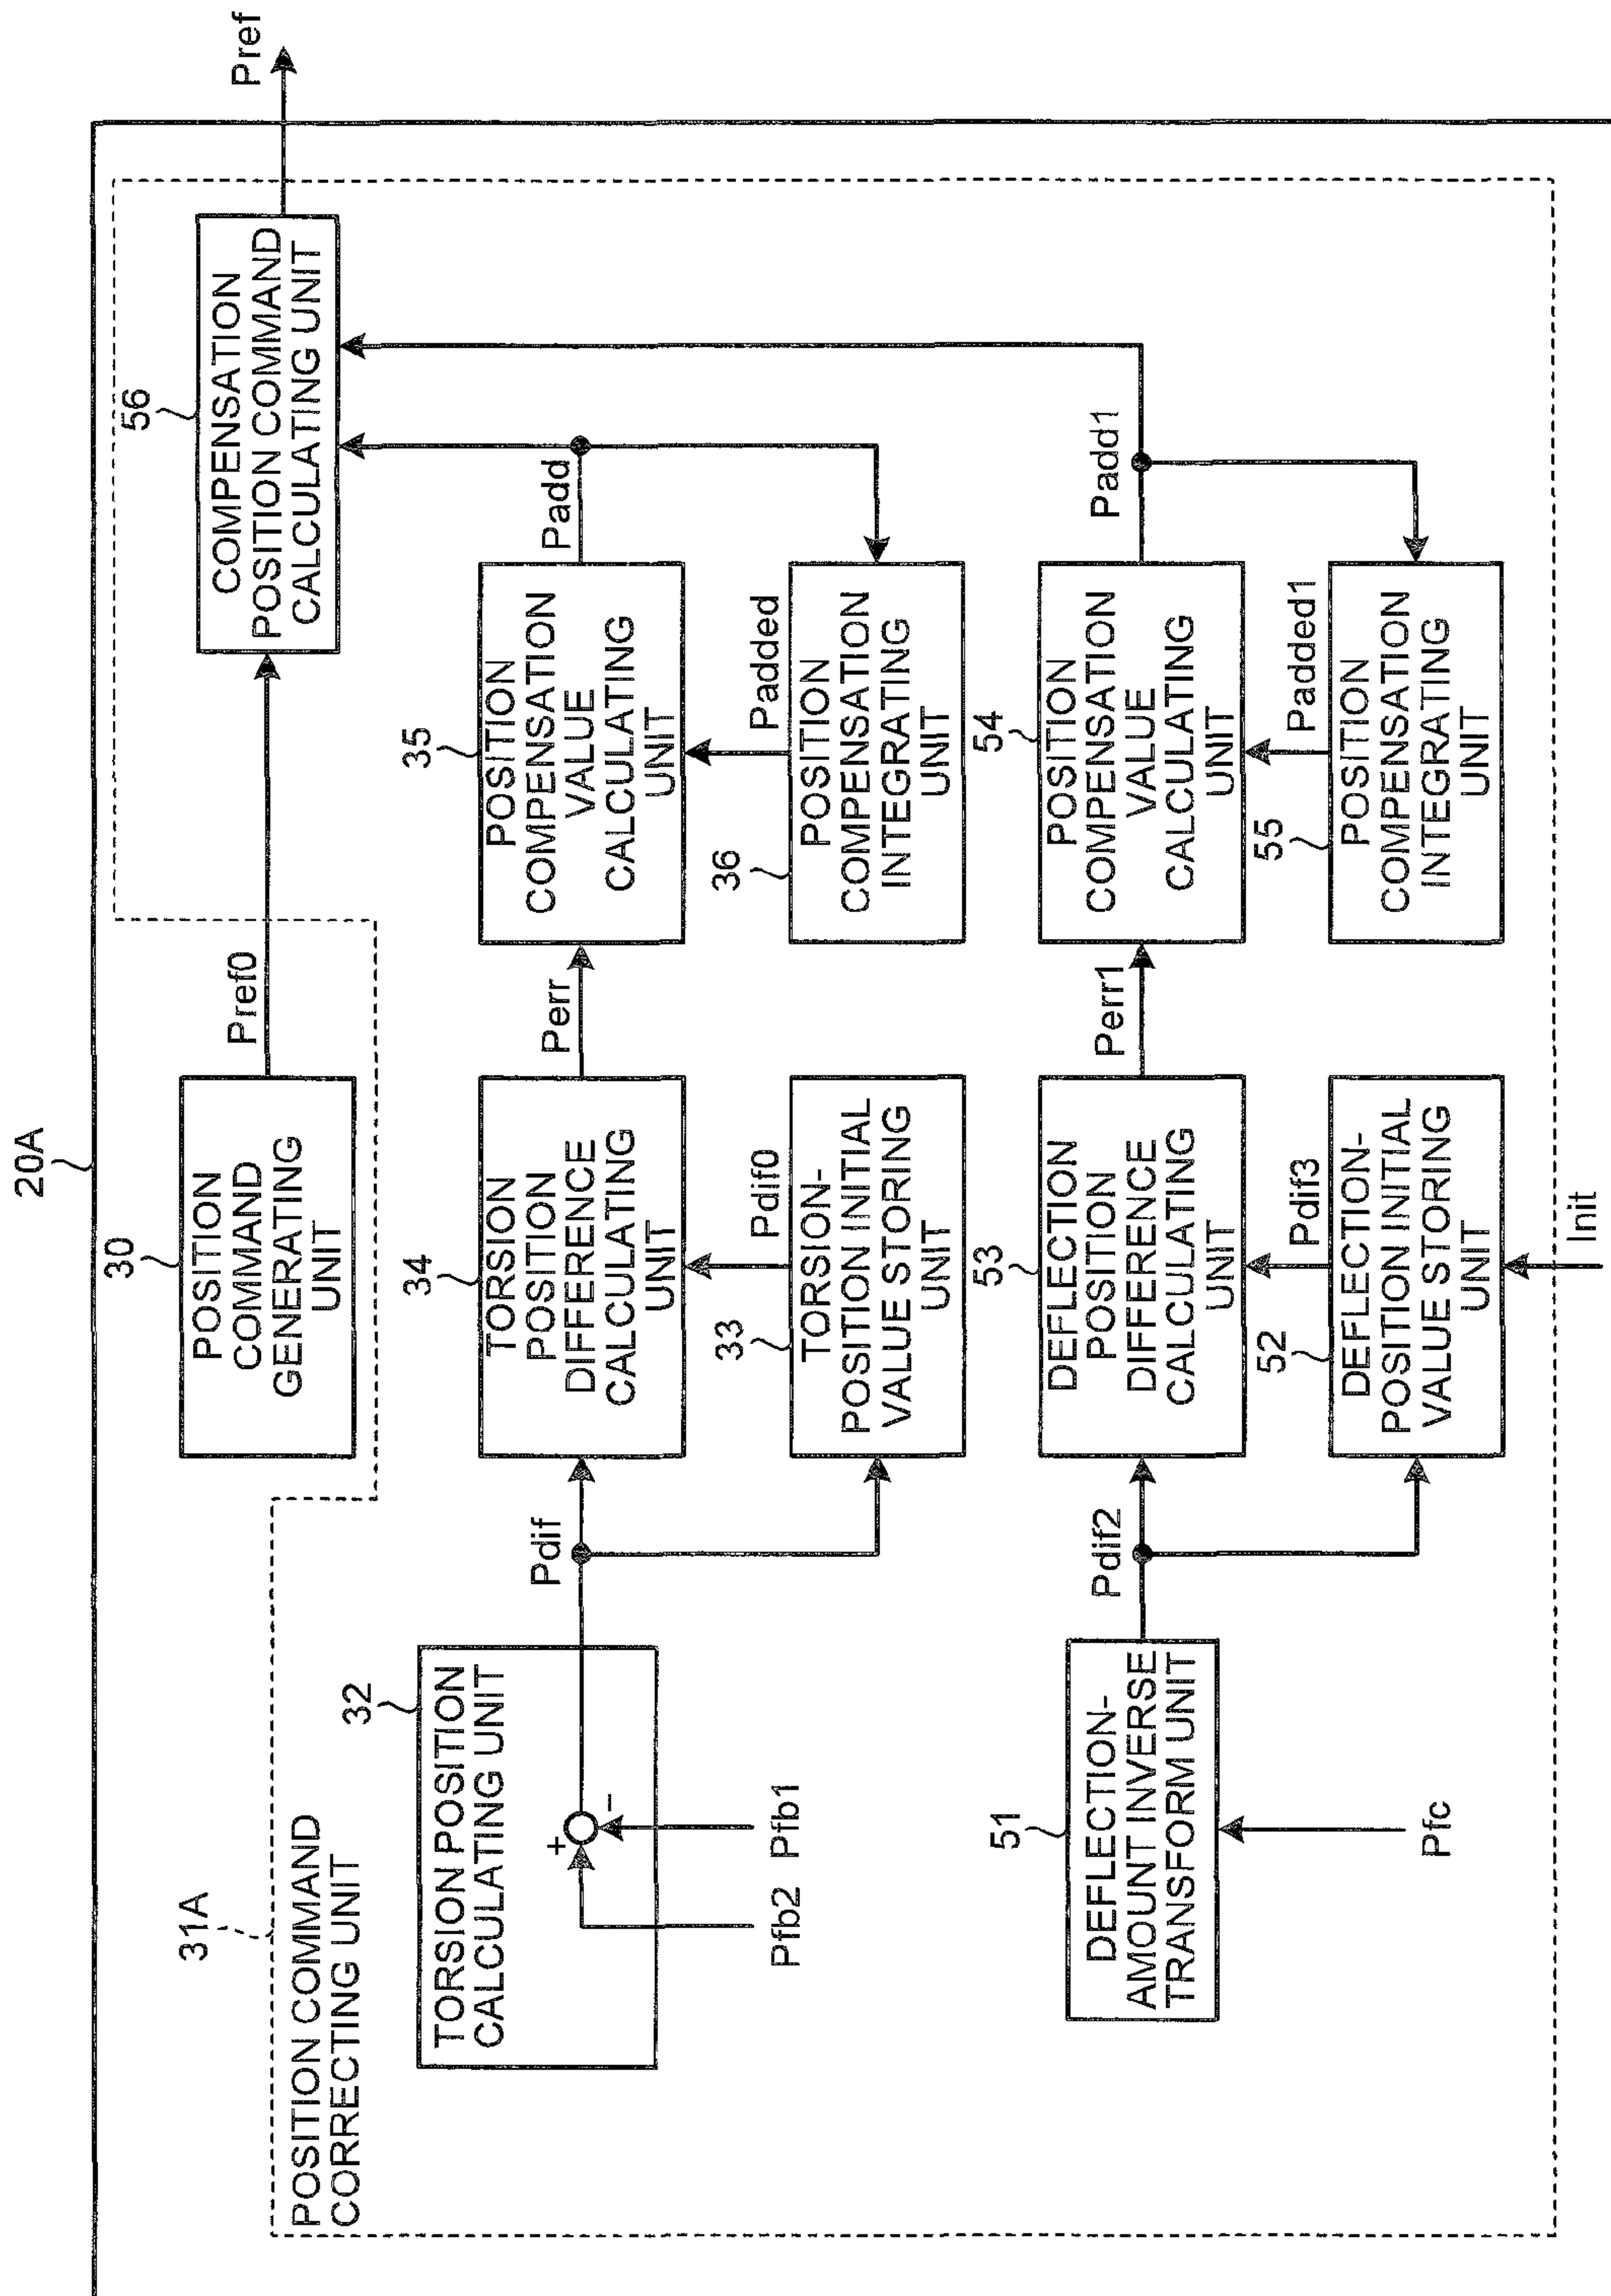 20A
30
POSITION
COMMAND
GENERATING
UNIT
Pref0
56
COMPENSATION
POSITION COMMAND
CALCULATING UNIT
Pref
31A
POSITION COMMAND
CORRECTING UNIT
32
TORSION POSITION
CALCULATING UNIT
+
−
Pfb2
Pfb1
Pdif
34
TORSION
POSITION
DIFFERENCE
CALCULATING
UNIT
Perr
35
POSITION
COMPENSATION
VALUE
CALCULATING
UNIT
Padd
Pdif0
33
TORSION-
POSITION INITIAL
VALUE STORING
UNIT
Padded
36
POSITION
COMPENSATION
INTEGRATING
UNIT
51
DEFLECTION-
AMOUNT INVERSE
TRANSFORM UNIT
Pfc
Pdif2
53
DEFLECTION
POSITION
DIFFERENCE
CALCULATING
UNIT
Perr1
54
POSITION
COMPENSATION
VALUE
CALCULATING
UNIT
Padd1
Pdif3
52
DEFLECTION-
POSITION INITIAL
VALUE STORING
UNIT
Init
Padded1
55
POSITION
COMPENSATION
INTEGRATING
UNIT